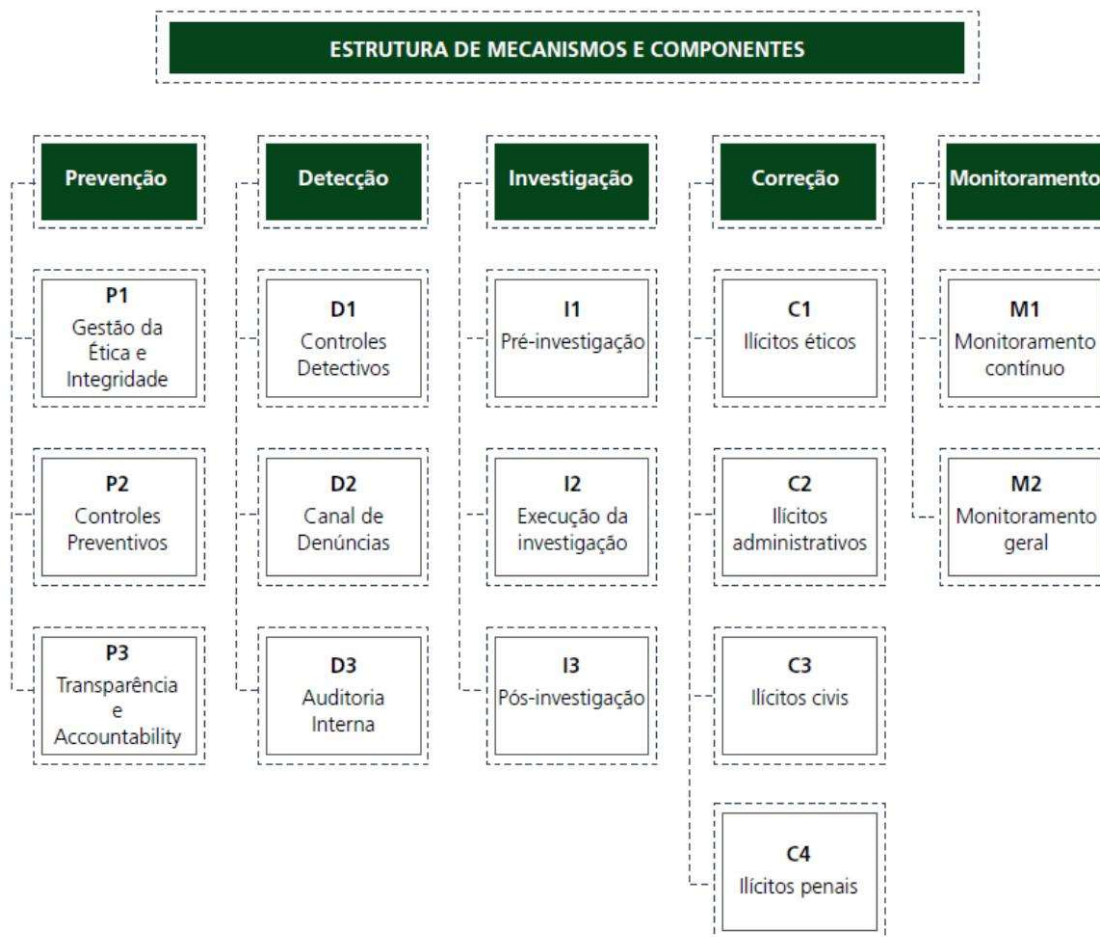 ESTRUTURA DE MECANISMOS E COMPONENTES
Prevenção
Detecção
Investigação
Correção
Monitoramento
P1
Gestão da
Ética e
Integridade
D1
Controles
Detectivos
I1
Pré-investigação
C1
Ilícitos éticos
M1
Monitoramento
contínuo
P2
Controles
Preventivos
D2
Canal de
Denúncias
I2
Execução da
investigação
C2
Ilícitos
administrativos
M2
Monitoramento
geral
P3
Transparência
e
Accountability
D3
Auditoria
Interna
I3
Pós-investigação
C3
Ilícitos civis
C4
Ilícitos penais